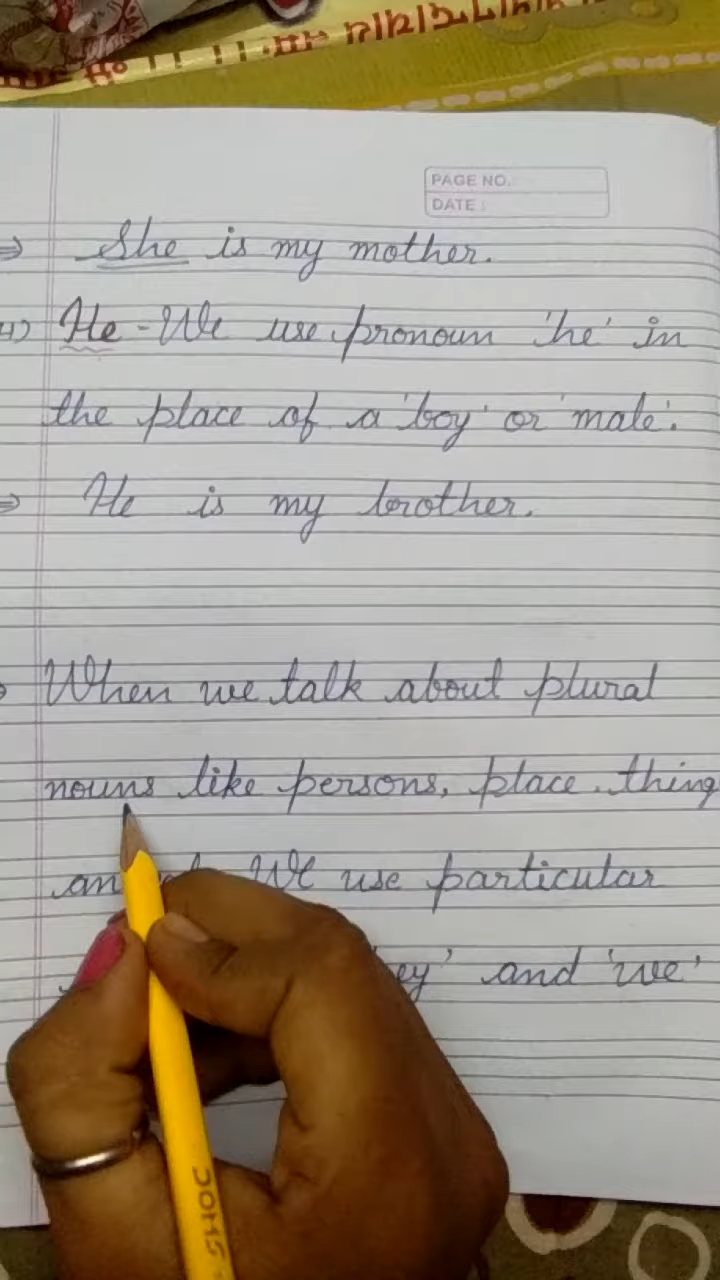 PAGE NO.
DATE :
⇒ She is my mother.
4) He - We use pronoun 'he' in
the place of a 'boy' or 'male'.
⇒ He is my brother.
When we talk about plural
nouns like persons, place, thing
We use particular
and 'we'
DOMS